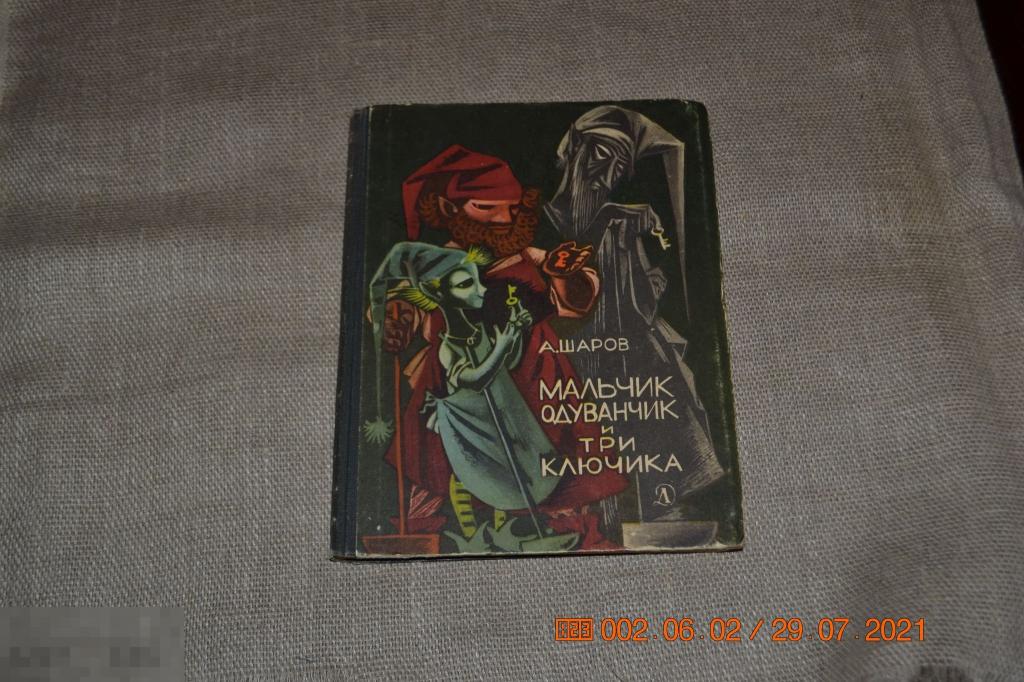 А.ШАРОВ
МАЛЬЧИК
ОДУВАНЧИК
и
ТРИ
КЛЮЧИКА
Д
002.06.02 / 29.07.2021